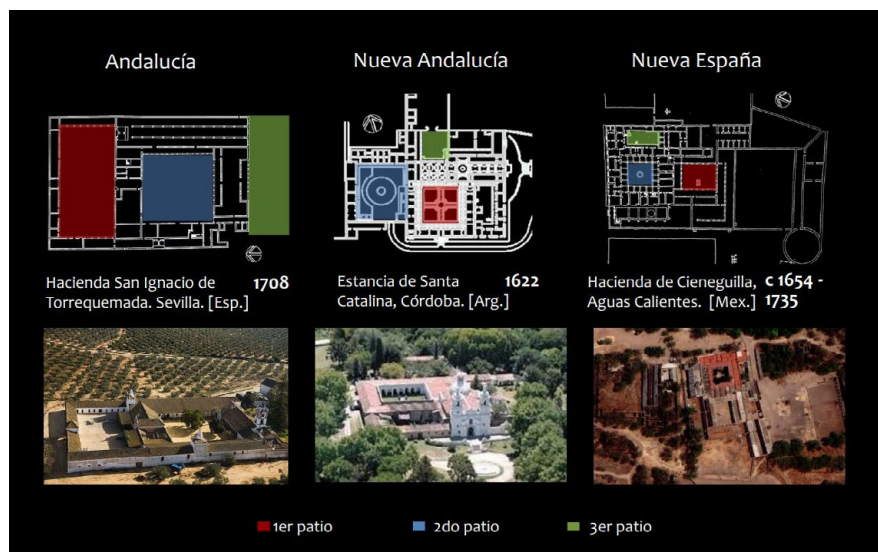 Andalucía
Nueva Andalucía
Nueva España
Hacienda San Ignacio de
Torrequemada. Sevilla. [Esp.]
1708
Estancia de Santa
Catalina, Córdoba. [Arg.]
1622
Hacienda de Cieneguilla,
Aguas Calientes. [Mex.]
c 1654 -
1735
1er patio
2do patio
3er patio